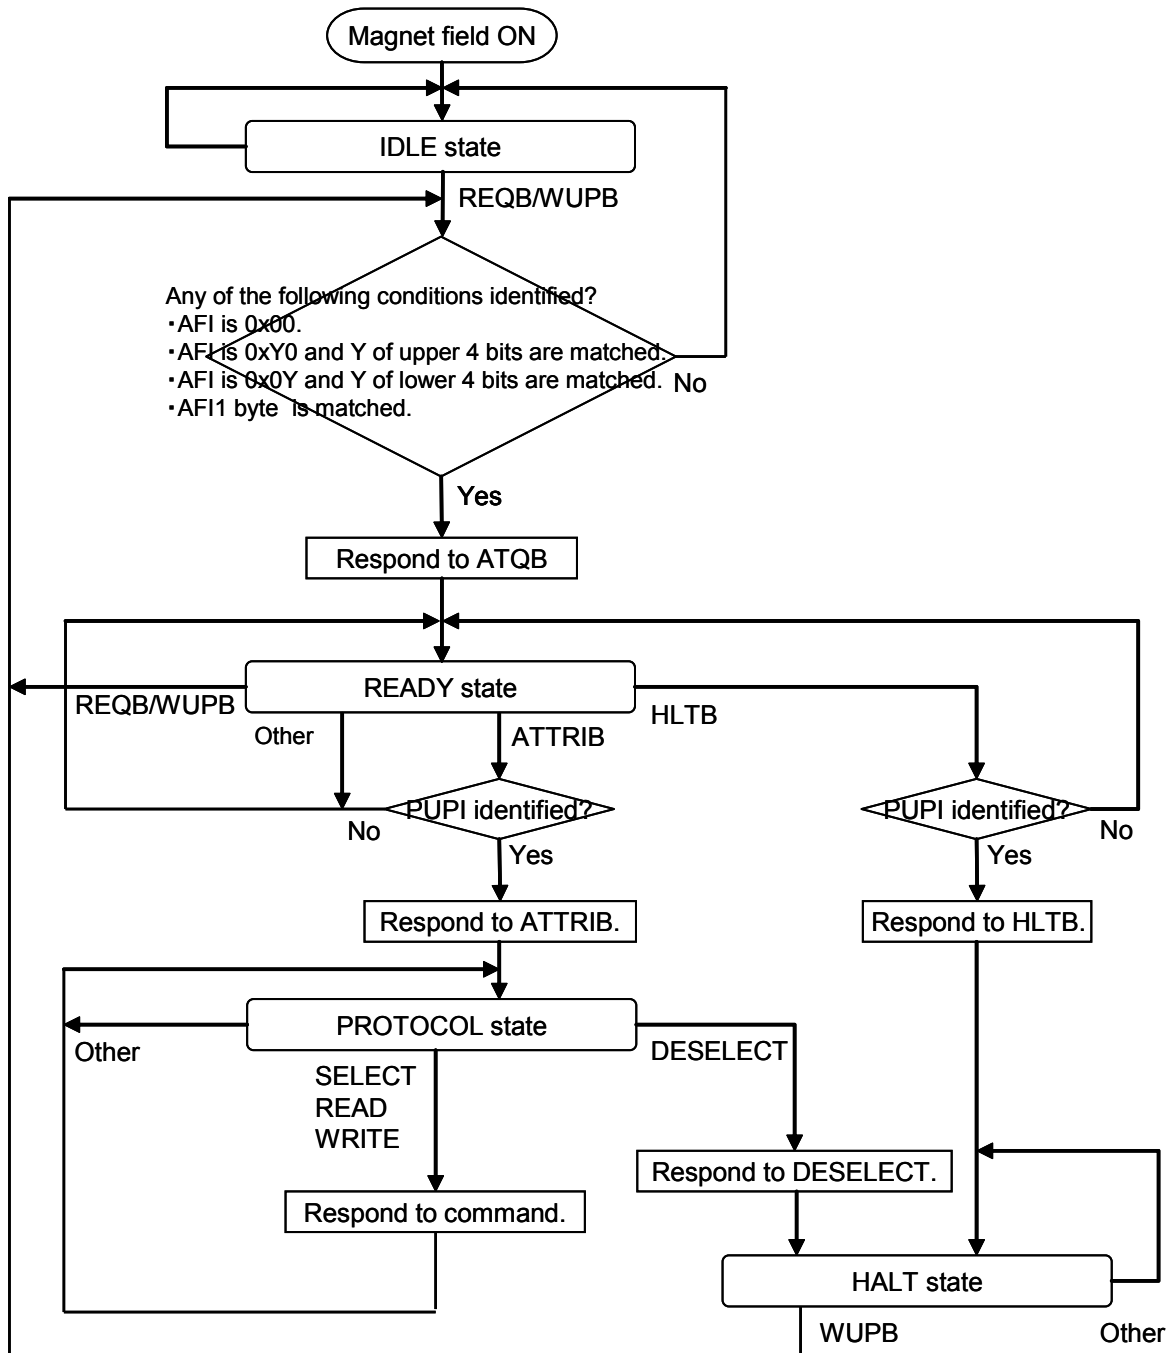 Magnet field ON
IDLE state
REQB/WUPB
Any of the following conditions identified?
・AFI is 0x00.
・AFI is 0xY0 and Y of upper 4 bits are matched.
・AFI is 0x0Y and Y of lower 4 bits are matched.
・AFI1 byte is matched.
No
Yes
Respond to ATQB
READY state
REQB/WUPB
Other
ATTRIB
HLTB
PUPI identified?
No
Yes
PUPI identified?
No
Yes
Respond to ATTRIB.
Respond to HLTB.
PROTOCOL state
Other
DESELECT
SELECT
READ
WRITE
Respond to DESELECT.
Respond to command.
HALT state
WUPB
Other